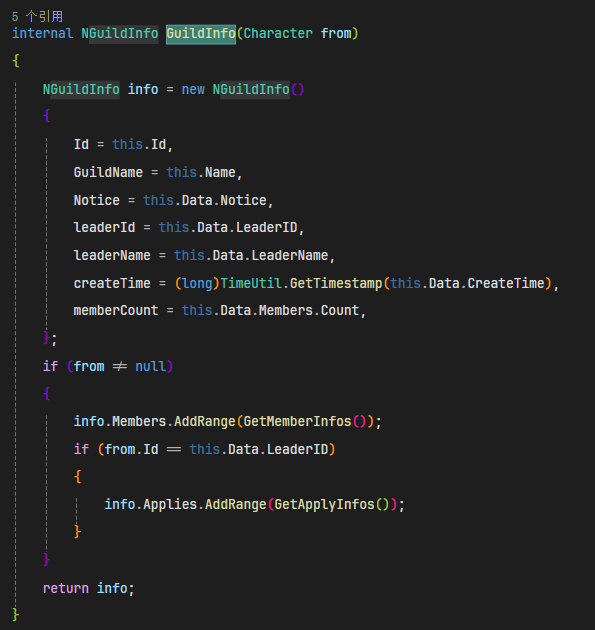 5 个引用
internal NGuildInfo GuildInfo(Character from)
{
    NGuildInfo info = new NGuildInfo()
    {
        Id = this.Id,
        GuildName = this.Name,
        Notice = this.Data.Notice,
        leaderId = this.Data.LeaderID,
        leaderName = this.Data.LeaderName,
        createTime = (long)TimeUtil.GetTimestamp(this.Data.CreateTime),
        memberCount = this.Data.Members.Count,
    };
    if (from != null)
    {
        info.Members.AddRange(GetMemberInfos());
        if (from.Id == this.Data.LeaderID)
        {
            info.Applies.AddRange(GetApplyInfos());
        }
    }
    return info;
}